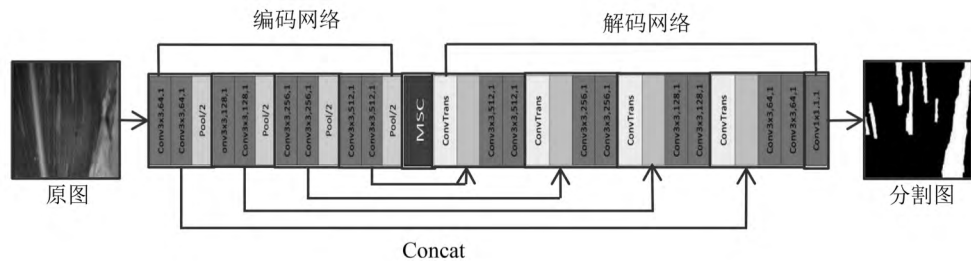 编码网络
解码网络
Conv3x3,64,1
Conv3x3,64,1
Pool/2
onv3x3,128,1
Conv3x3,128,1
Pool/2
Conv3x3,256,1
Conv3x3,256,1
Pool/2
Conv3x3,512,1
Conv3x3,512,1
Pool/2
MSC
ConvTrans
Conv3x3,512,1
Conv3x3,512,1
ConvTrans
Conv3x3,256,1
Conv3x3,256,1
ConvTrans
Conv3x3,128,1
Conv3x3,128,1
ConvTrans
Conv3x3,64,1
Conv3x3,64,1
Conv1x1,1,1
原图
分割图
Concat